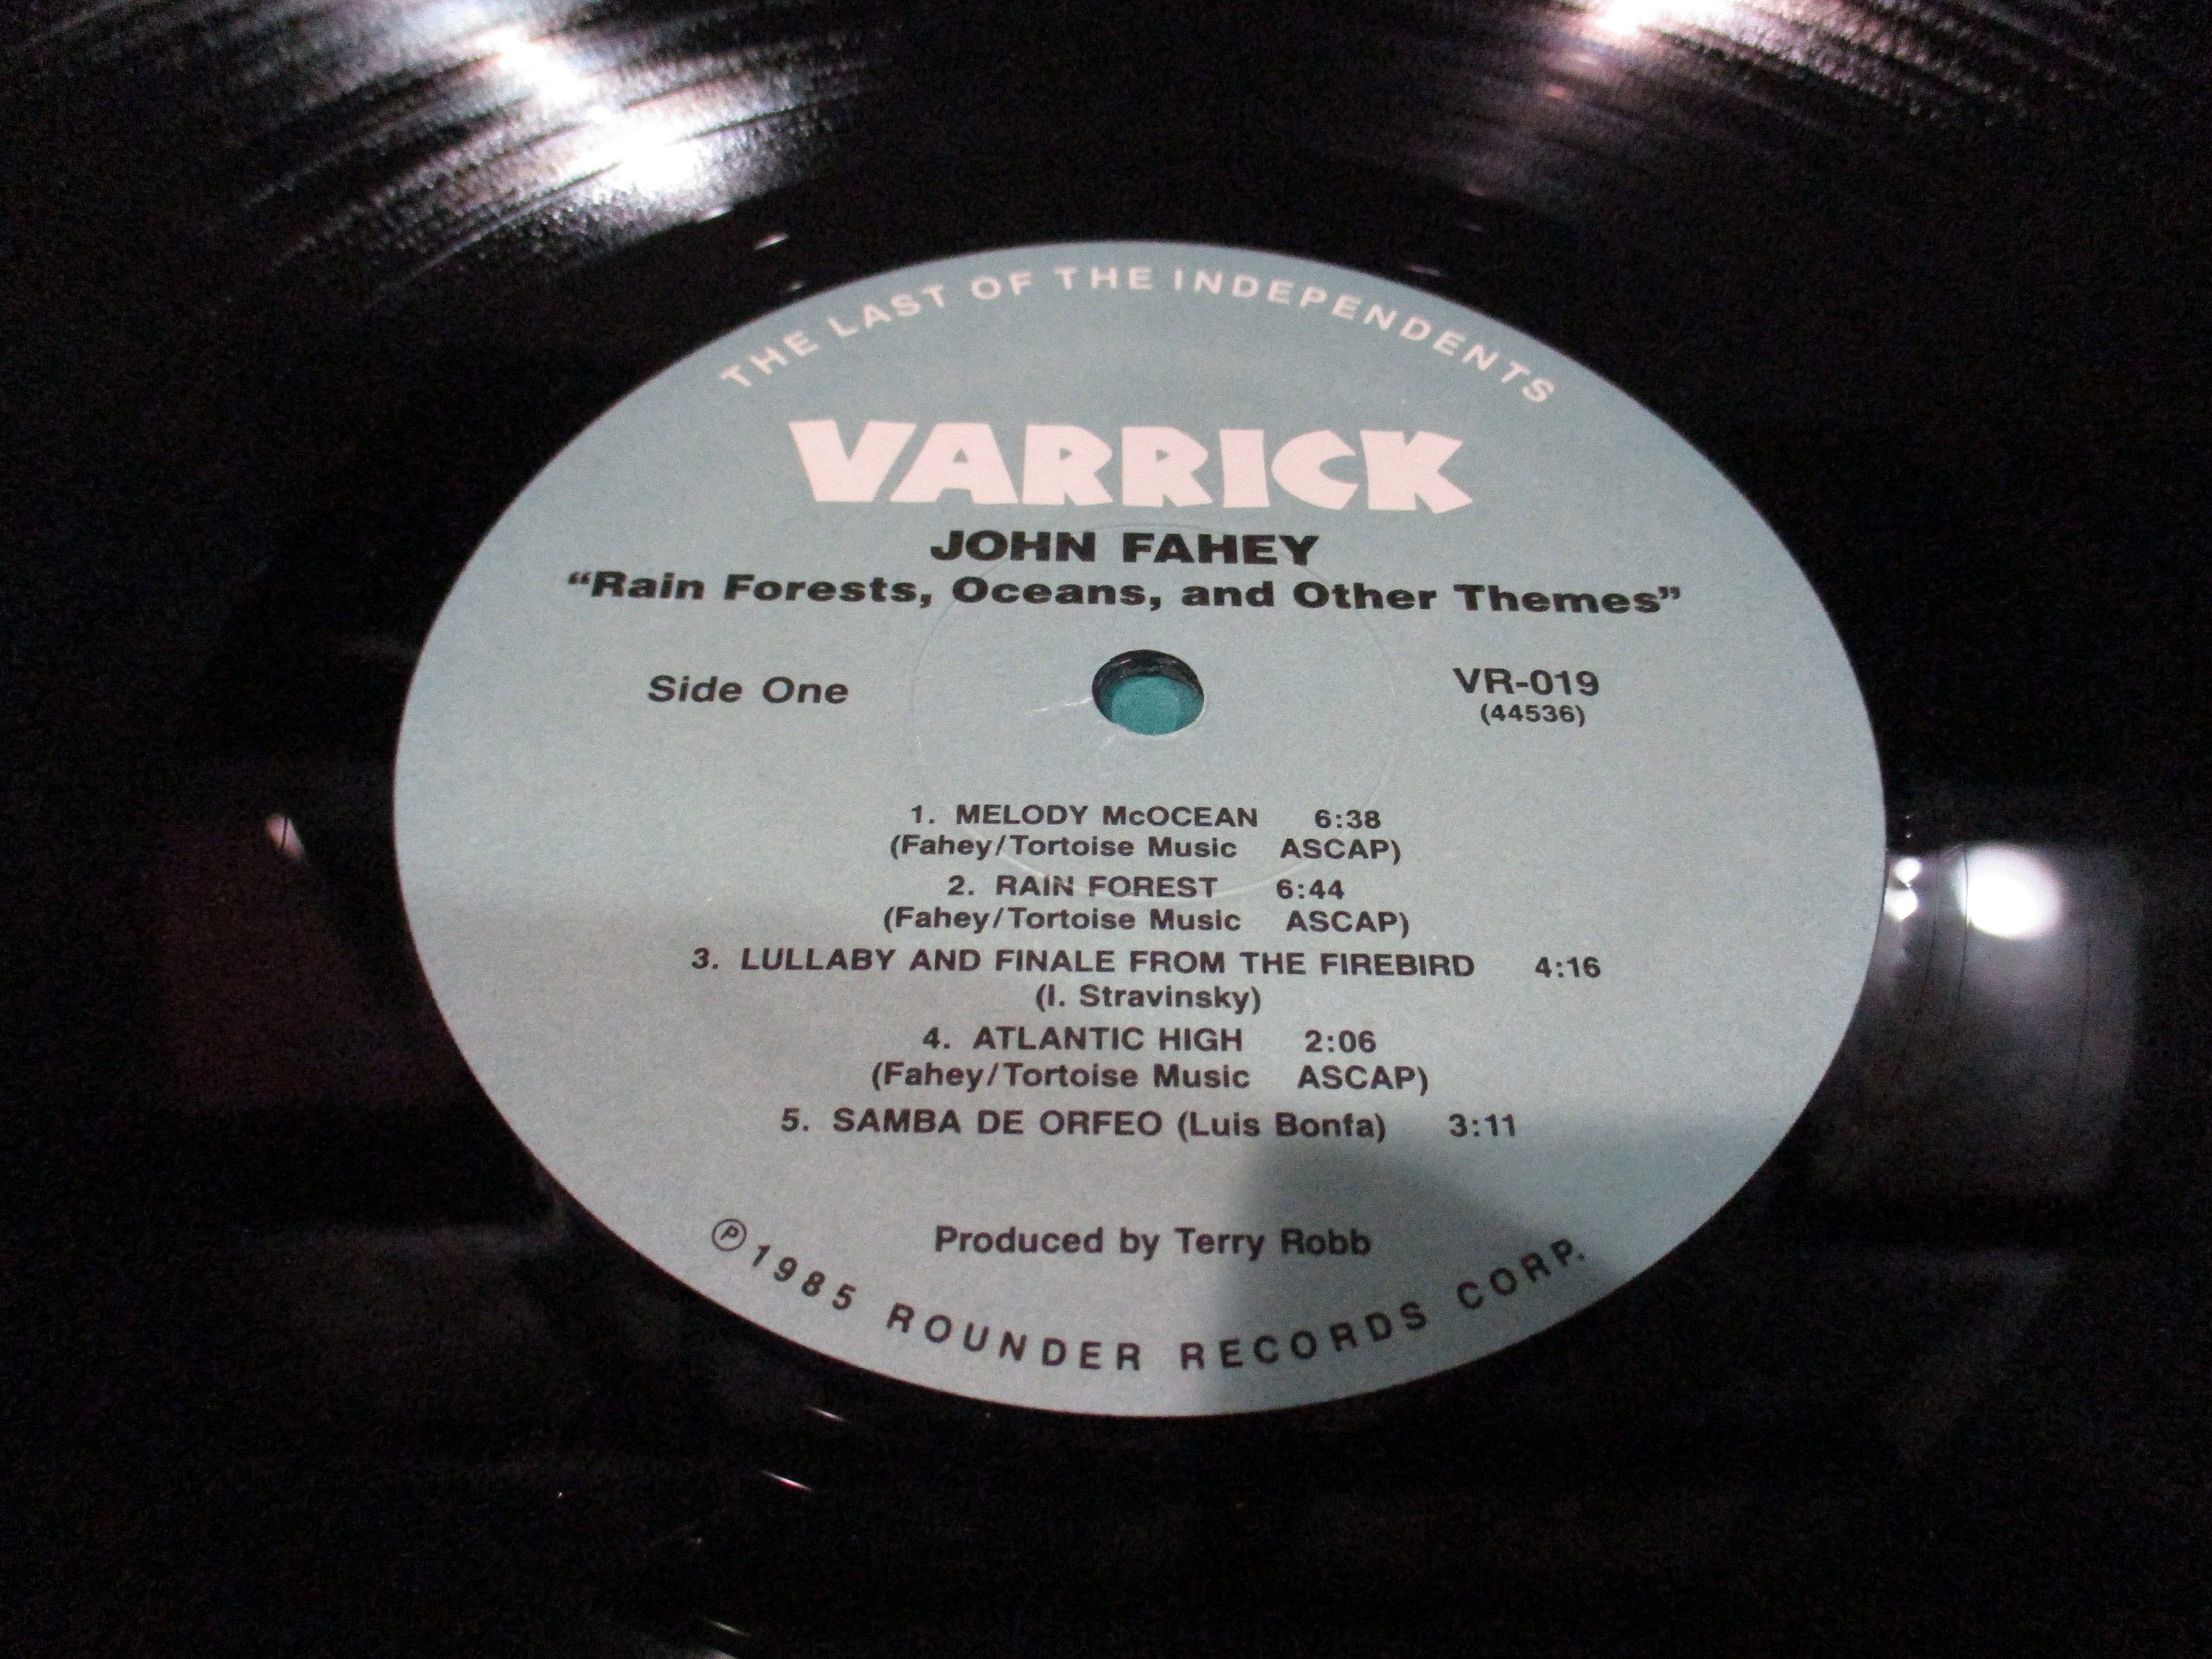 THE LAST OF THE INDEPENDENTS
VARRICK
JOHN FAHEY
“Rain Forests, Oceans, and Other Themes”
Side One
VR-019
(44536)
1. MELODY McOCEAN 6:38
(Fahey/Tortoise Music ASCAP)
2. RAIN FOREST 6:44
(Fahey/Tortoise Music ASCAP)
3. LULLABY AND FINALE FROM THE FIREBIRD 4:16
(I. Stravinsky)
4. ATLANTIC HIGH 2:06
(Fahey/Tortoise Music ASCAP)
5. SAMBA DE ORFEO (Luis Bonfa) 3:11
Produced by Terry Robb
℗ 1985 ROUNDER RECORDS CORP.